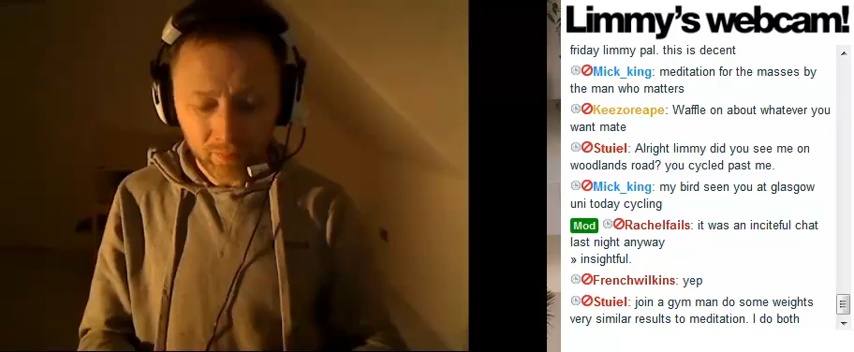 Limmy's webcam!
friday limmy pal. this is decent
Mick_king: meditation for the masses by
the man who matters
Keezoreape: Waffle on about whatever you
want mate
Stuiel: Alright limmy did you see me on
woodlands road? you cycled past me.
Mick_king: my bird seen you at glasgow
uni today cycling
Mod Rachelfails: it was an inciteful chat
last night anyway
» insightful.
Frenchwilkins: yep
Stuiel: join a gym man do some weights
very similar results to meditation. I do both